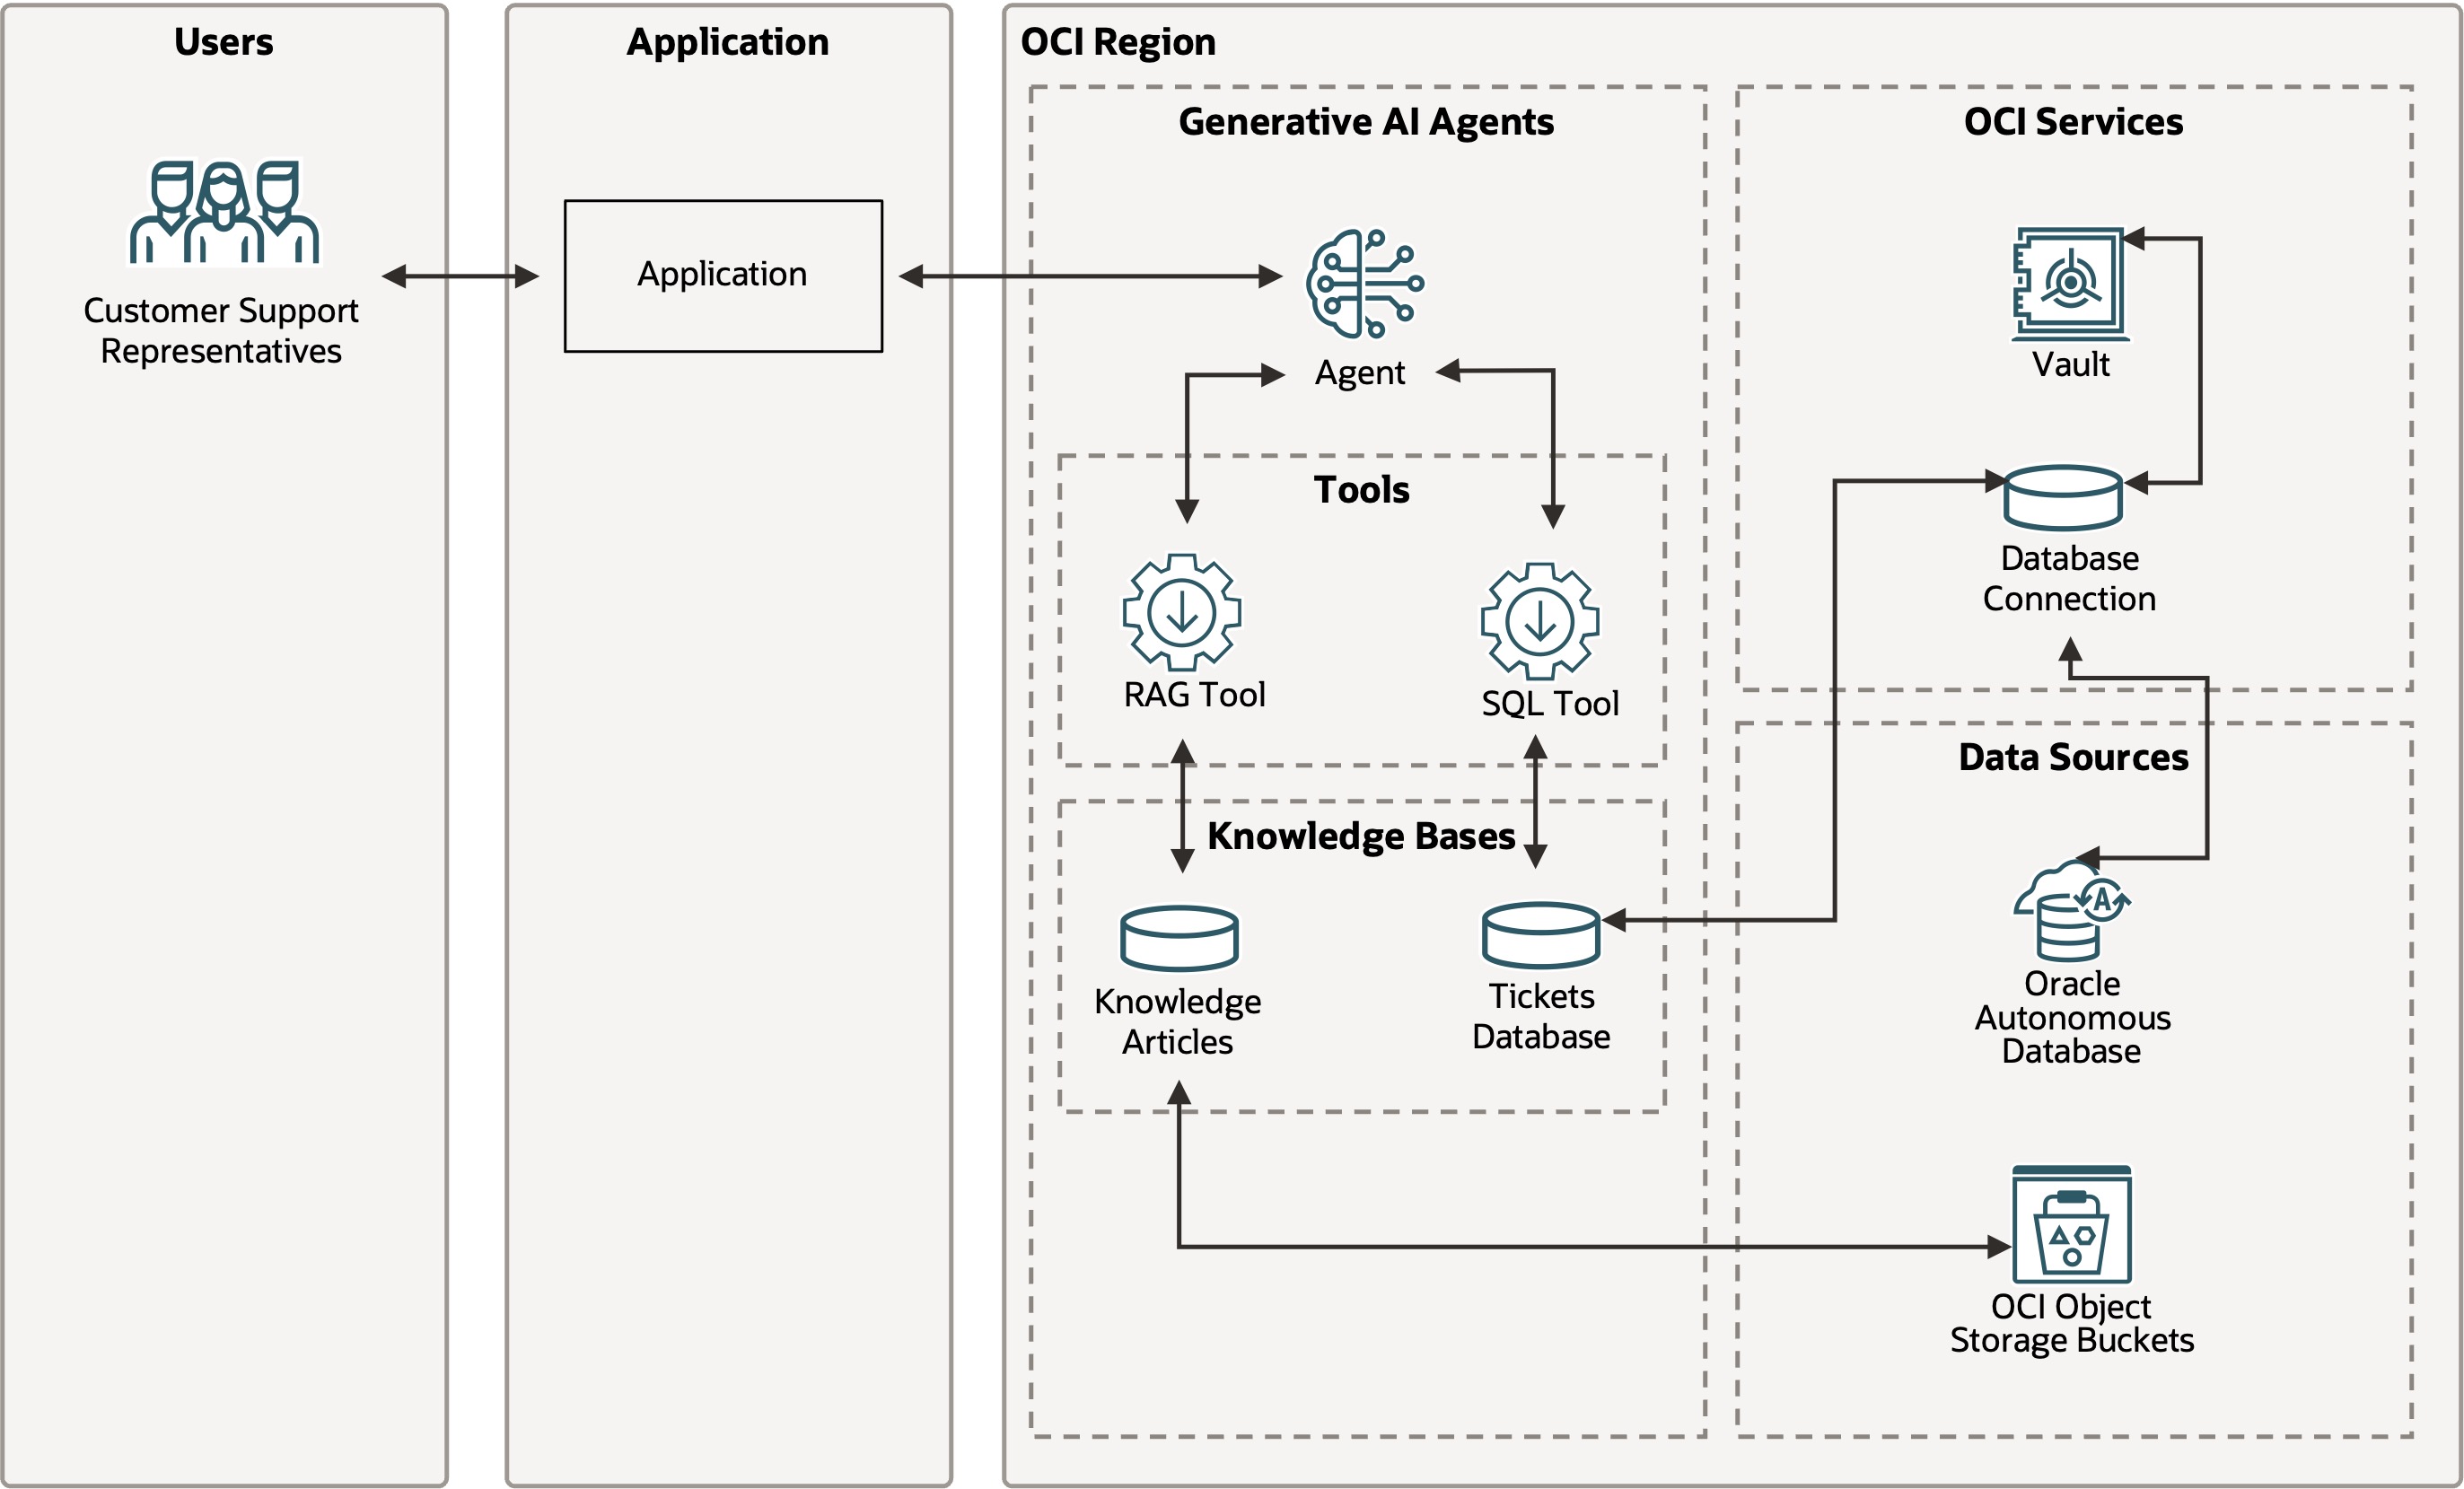 Users
Customer Support
Representatives
Application
Application
OCI Region
Generative AI Agents
Agent
Tools
RAG Tool
SQL Tool
Knowledge Bases
Knowledge
Articles
Tickets
Database
OCI Services
Vault
Database
Connection
Data Sources
A
Oracle
Autonomous
Database
OCI Object
Storage Buckets